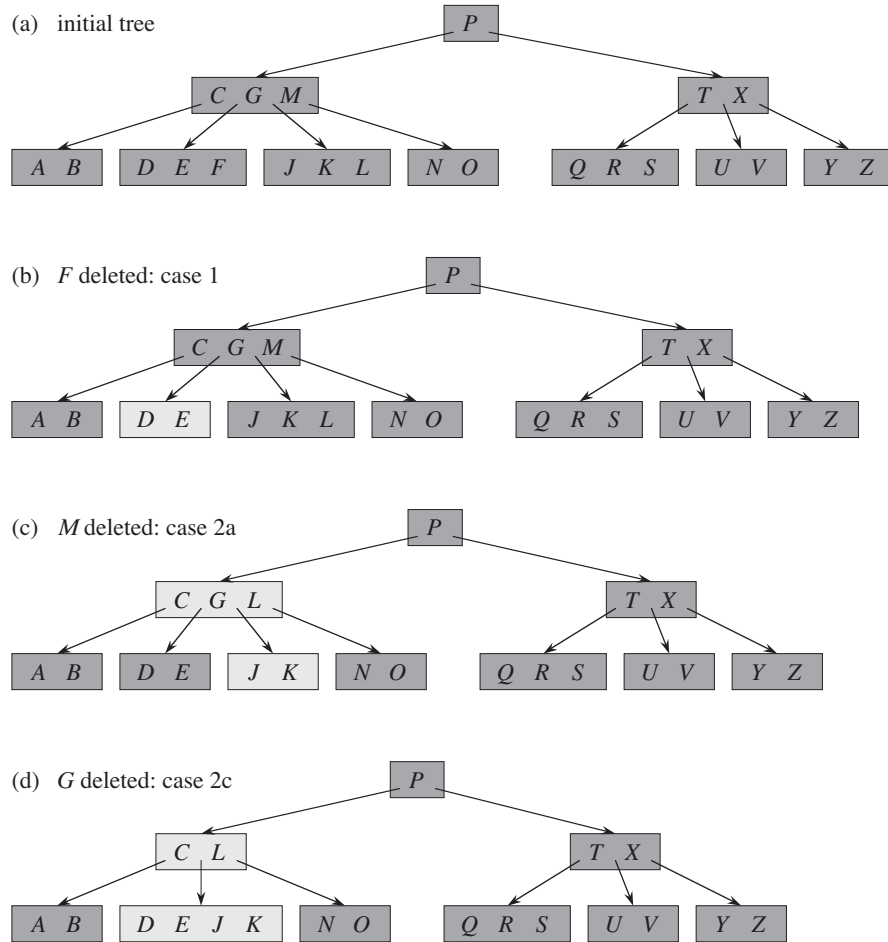 (a) initial tree
P
C G M
T X
A B
D E F
J K L
N O
Q R S
U V
Y Z
(b) F deleted: case 1
P
C G M
T X
A B
D E
J K L
N O
Q R S
U V
Y Z
(c) M deleted: case 2a
P
C G L
T X
A B
D E
J K
N O
Q R S
U V
Y Z
(d) G deleted: case 2c
P
C L
T X
A B
D E J K
N O
Q R S
U V
Y Z